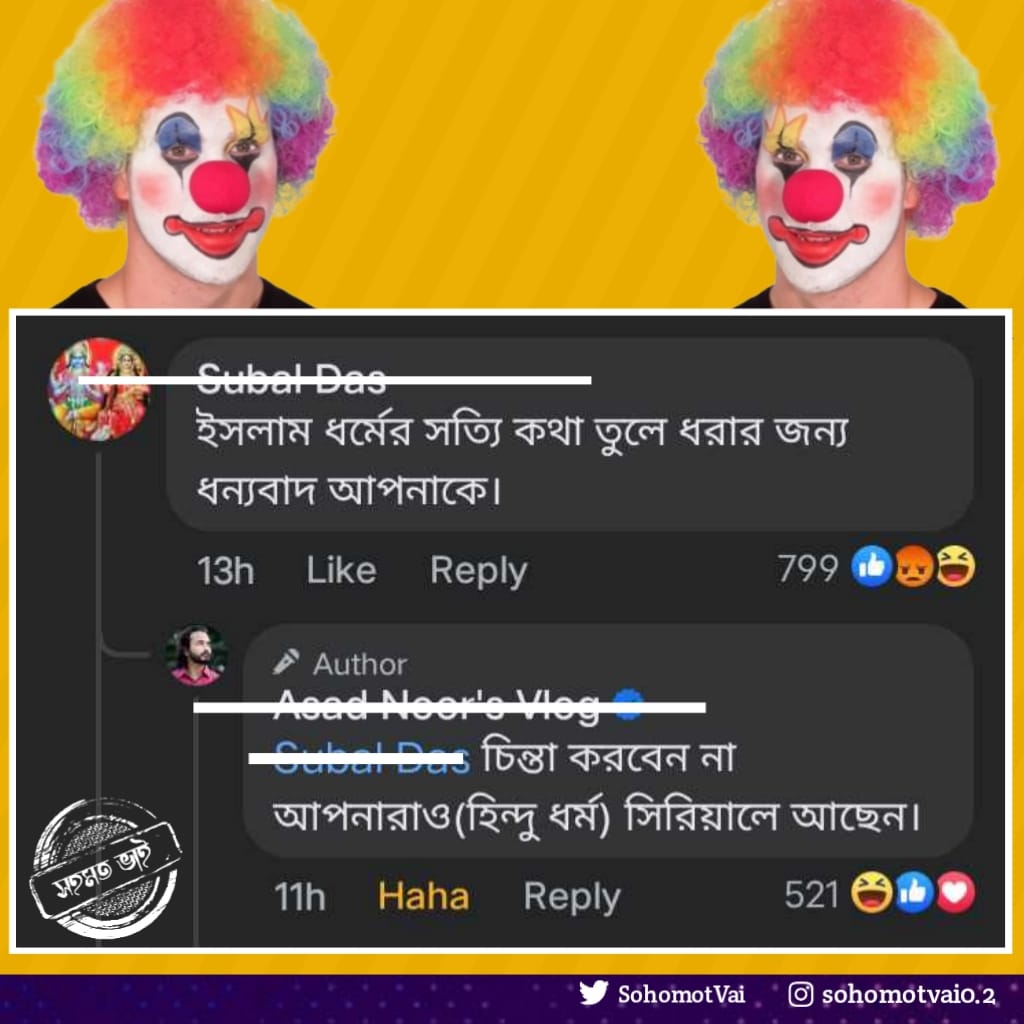 Subal Das
ইসলাম ধর্মের সত্যি কথা তুলে ধরার জন্য
ধন্যবাদ আপনাকে।
13h Like Reply 799
Author
Asad Noor's Vlog
Subal Das চিন্তা করবেন না
আপনারাও(হিন্দু ধর্ম) সিরিয়ালে আছেন।
11h Haha Reply 521
সহমত ভাই
SohomotVai sohomotvaio.2